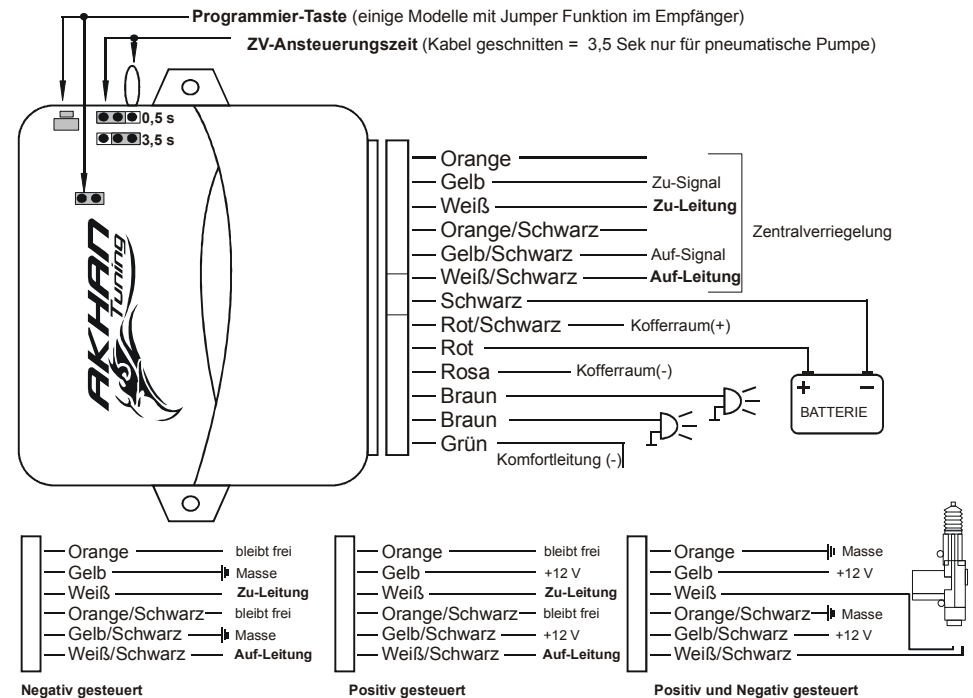 Programmier-Taste (einige Modelle mit Jumper Funktion im Empfänger)
ZV-Ansteuerungszeit (Kabel geschnitten = 3,5 Sek nur für pneumatische Pumpe)
0,5 s
3,5 s
AKHAN
Tuning
Orange
Gelb Zu-Signal
Weiß Zu-Leitung
Orange/Schwarz
Zentralverriegelung
Gelb/Schwarz Auf-Signal
Weiß/Schwarz Auf-Leitung
Schwarz
Rot/Schwarz Kofferraum(+)
Rot
Rosa Kofferraum(-)
Braun
Braun
Grün
Komfortleitung (-)
+ −
BATTERIE
Orange bleibt frei
Gelb Masse
Weiß Zu-Leitung
Orange/Schwarz bleibt frei
Gelb/Schwarz Masse
Weiß/Schwarz Auf-Leitung
Negativ gesteuert
Orange bleibt frei
Gelb +12 V
Weiß Zu-Leitung
Orange/Schwarz bleibt frei
Gelb/Schwarz +12 V
Weiß/Schwarz Auf-Leitung
Positiv gesteuert
Orange Masse
Gelb +12 V
Weiß
Orange/Schwarz Masse
Gelb/Schwarz +12 V
Weiß/Schwarz
Positiv und Negativ gesteuert